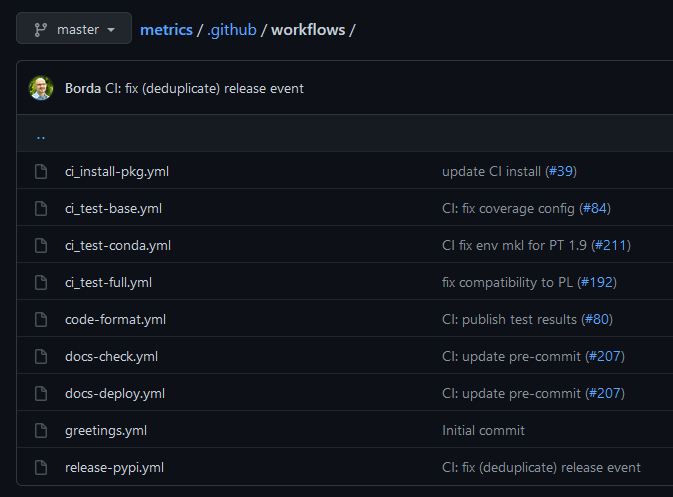 master metrics / .github / workflows /
Borda CI: fix (deduplicate) release event
..
ci_install-pkg.yml update CI install (#39)
ci_test-base.yml CI: fix coverage config (#84)
ci_test-conda.yml CI fix env mkl for PT 1.9 (#211)
ci_test-full.yml fix compatibility to PL (#192)
code-format.yml CI: publish test results (#80)
docs-check.yml CI: update pre-commit (#207)
docs-deploy.yml CI: update pre-commit (#207)
greetings.yml Initial commit
release-pypi.yml CI: fix (deduplicate) release event